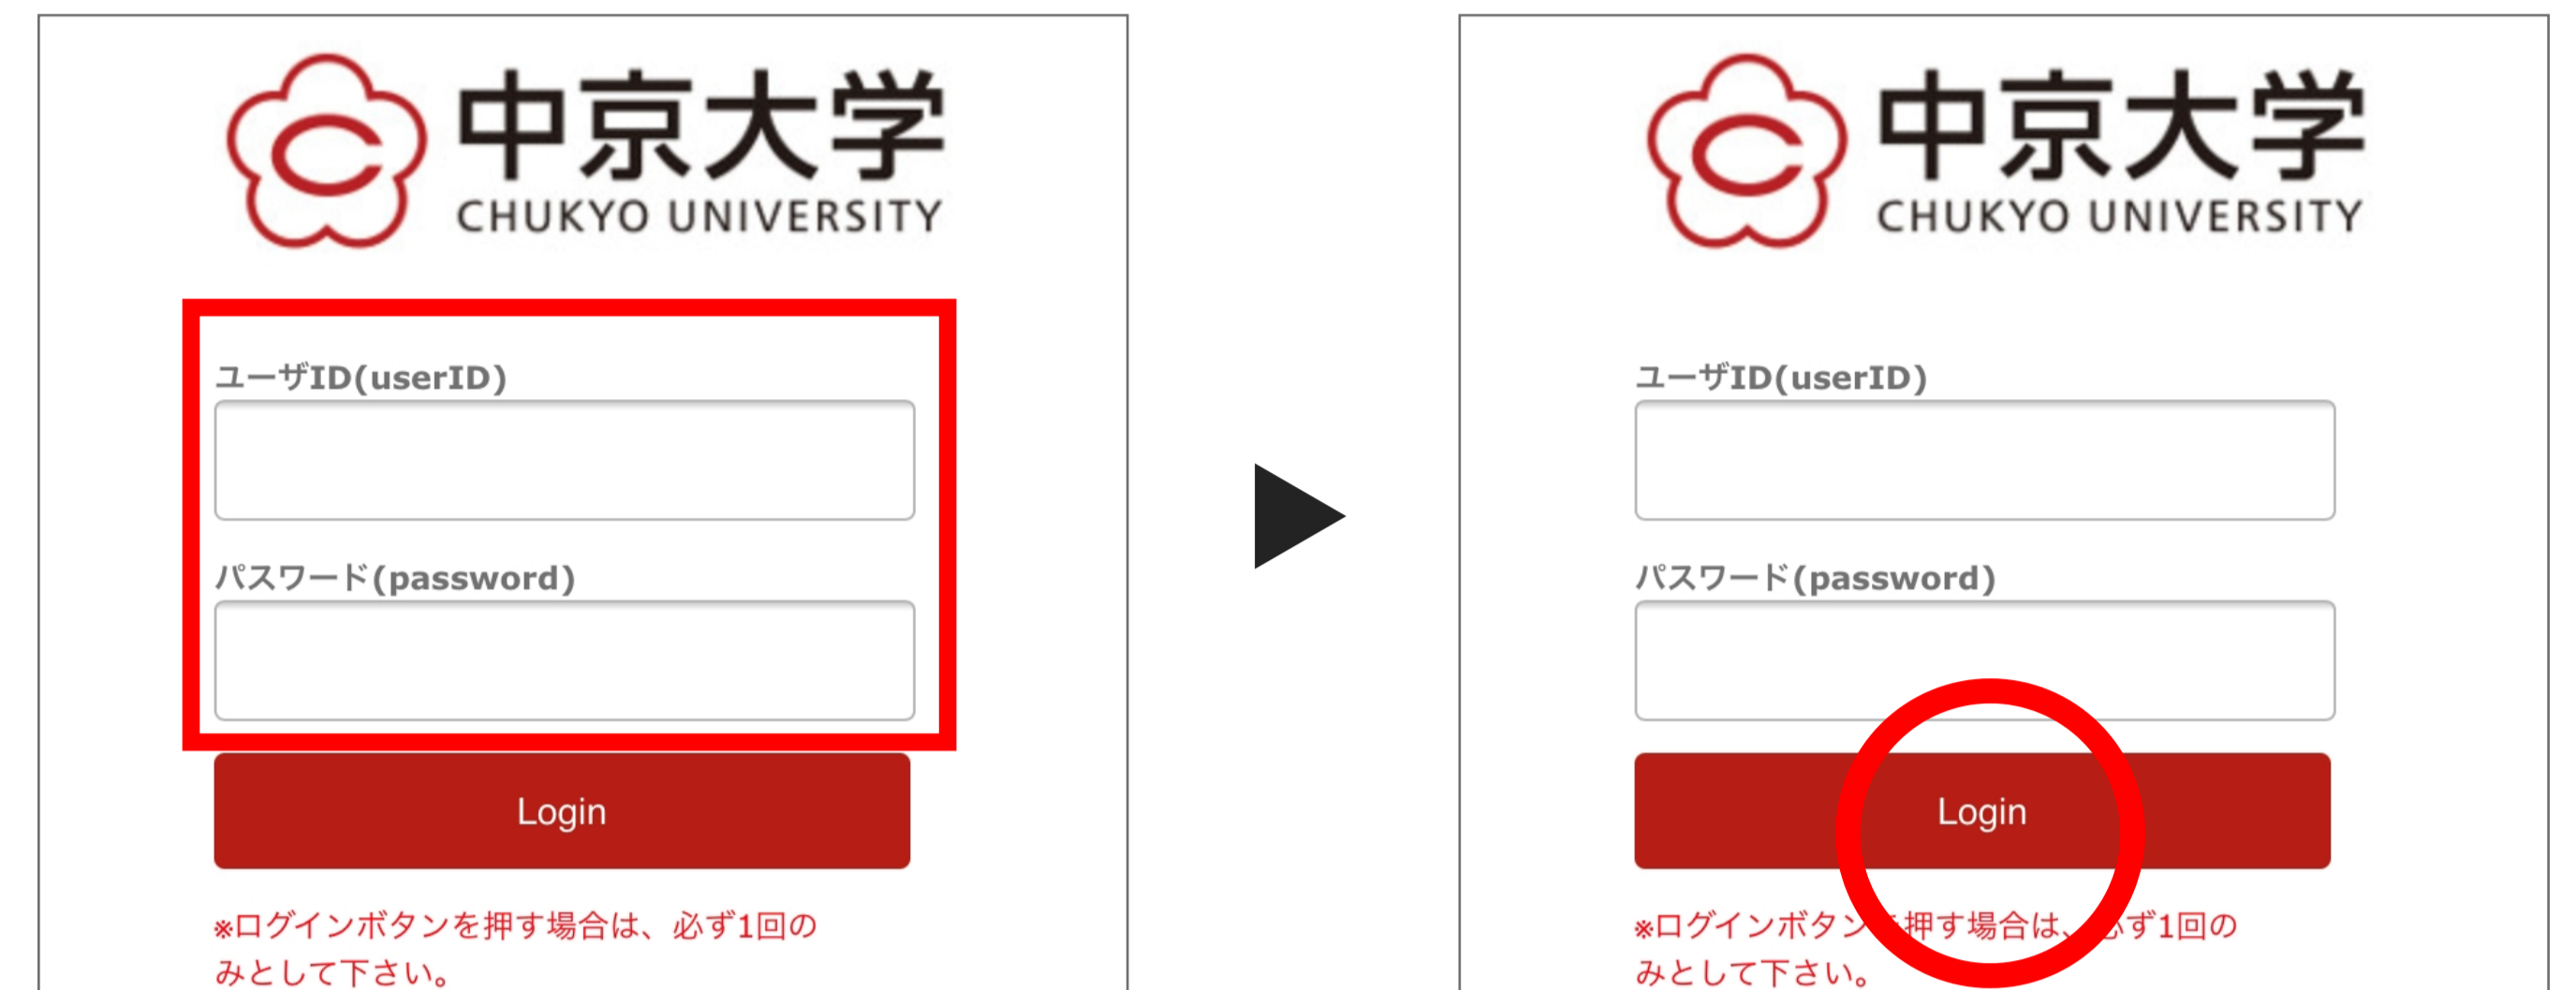 中京大学
CHUKYO UNIVERSITY
ユーザID(userID)
パスワード(password)
Login
※ログインボタンを押す場合は、必ず1回の
みとして下さい。
中京大学
CHUKYO UNIVERSITY
ユーザID(userID)
パスワード(password)
Login
※ログインボタンを押す場合は、必ず1回の
みとして下さい。